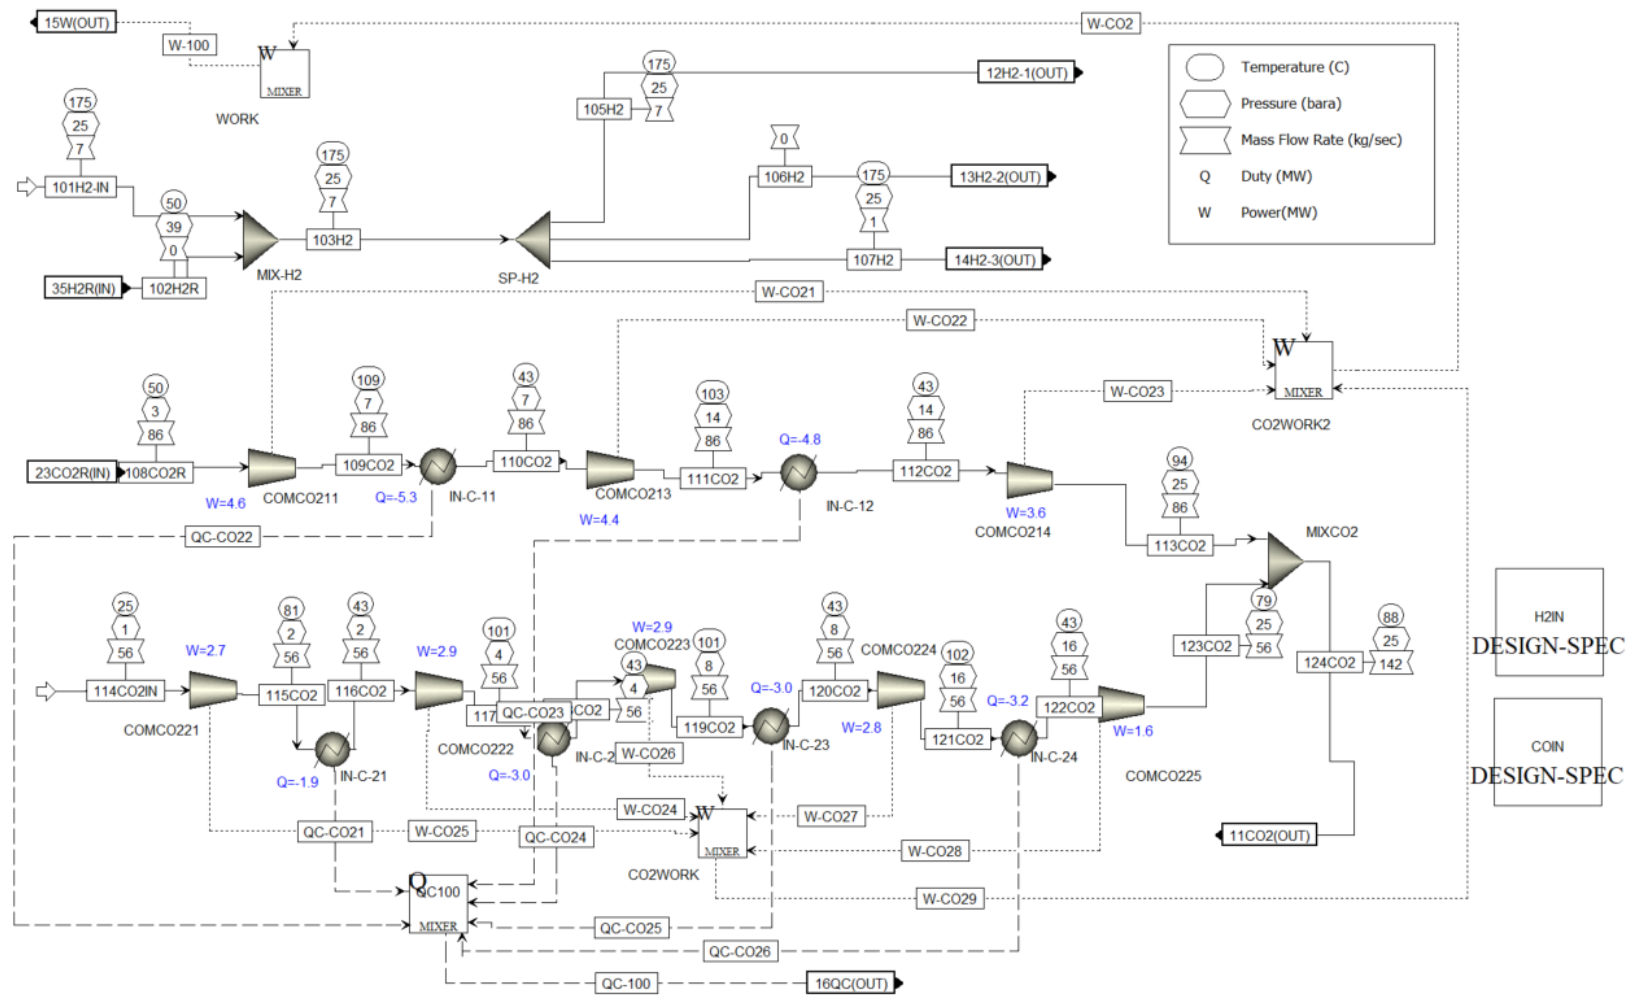 15W(OUT)
W-100
W
MIXER
WORK
W-CO2
175
25
7
101H2-IN
50
39
0
35H2R(IN)
102H2R
MIX-H2
175
25
7
103H2
SP-H2
175
25
7
105H2
12H2-1(OUT)
0
106H2
13H2-2(OUT)
175
25
1
107H2
14H2-3(OUT)
Temperature (C)
Pressure (bara)
Mass Flow Rate (kg/sec)
Q Duty (MW)
W Power(MW)
W-CO21
W-CO22
W-CO23
W
MIXER
CO2WORK2
50
3
86
23CO2R(IN)
108CO2R
COMCO211
W=4.6
109
7
86
109CO2
Q=-5.3
IN-C-11
43
7
86
110CO2
COMCO213
W=4.4
103
14
86
111CO2
Q=-4.8
IN-C-12
43
14
86
112CO2
W=3.6
COMCO214
94
25
86
113CO2
MIXCO2
QC-CO22
25
1
56
114CO2IN
W=2.7
COMCO221
81
2
56
115CO2
Q=-1.9
IN-C-21
43
2
56
116CO2
W=2.9
COMCO222
101
4
56
117
QC-CO23
CO2
Q=-3.0
IN-C-2
43
4
56
W=2.9
COMCO223
W-CO26
101
8
56
119CO2
Q=-3.0
IN-C-23
43
8
56
120CO2
COMCO224
W=2.8
102
16
56
121CO2
Q=-3.2
IN-C-24
43
16
56
122CO2
W=1.6
COMCO225
79
25
56
123CO2
88
25
142
124CO2
11CO2(OUT)
H2IN
DESIGN-SPEC
COIN
DESIGN-SPEC
QC-CO21
W-CO25
QC-CO24
W-CO24
W
MIXER
CO2WORK
W-CO27
W-CO28
W-CO29
Q
QC100
MIXER
QC-CO25
QC-CO26
QC-100
16QC(OUT)